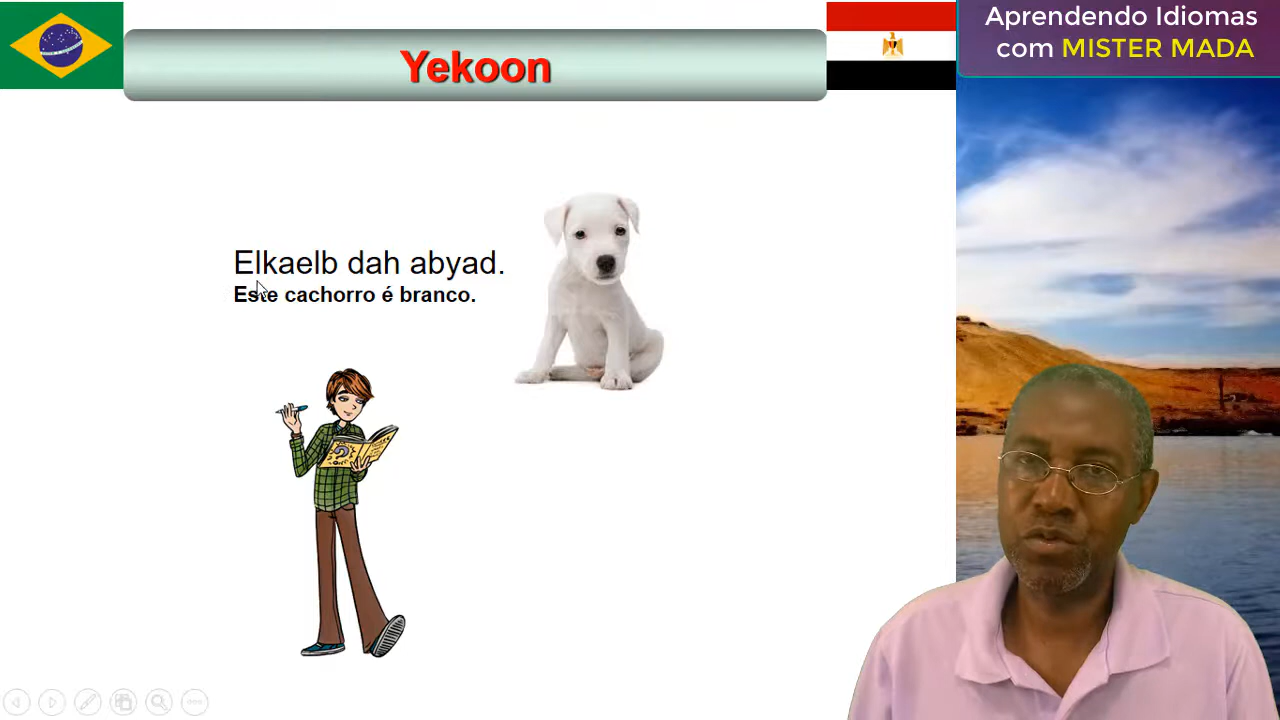 Aprendendo Idiomas
com MISTER MADA
Yekoon
Elkaelb dah abyad.
Este cachorro é branco.